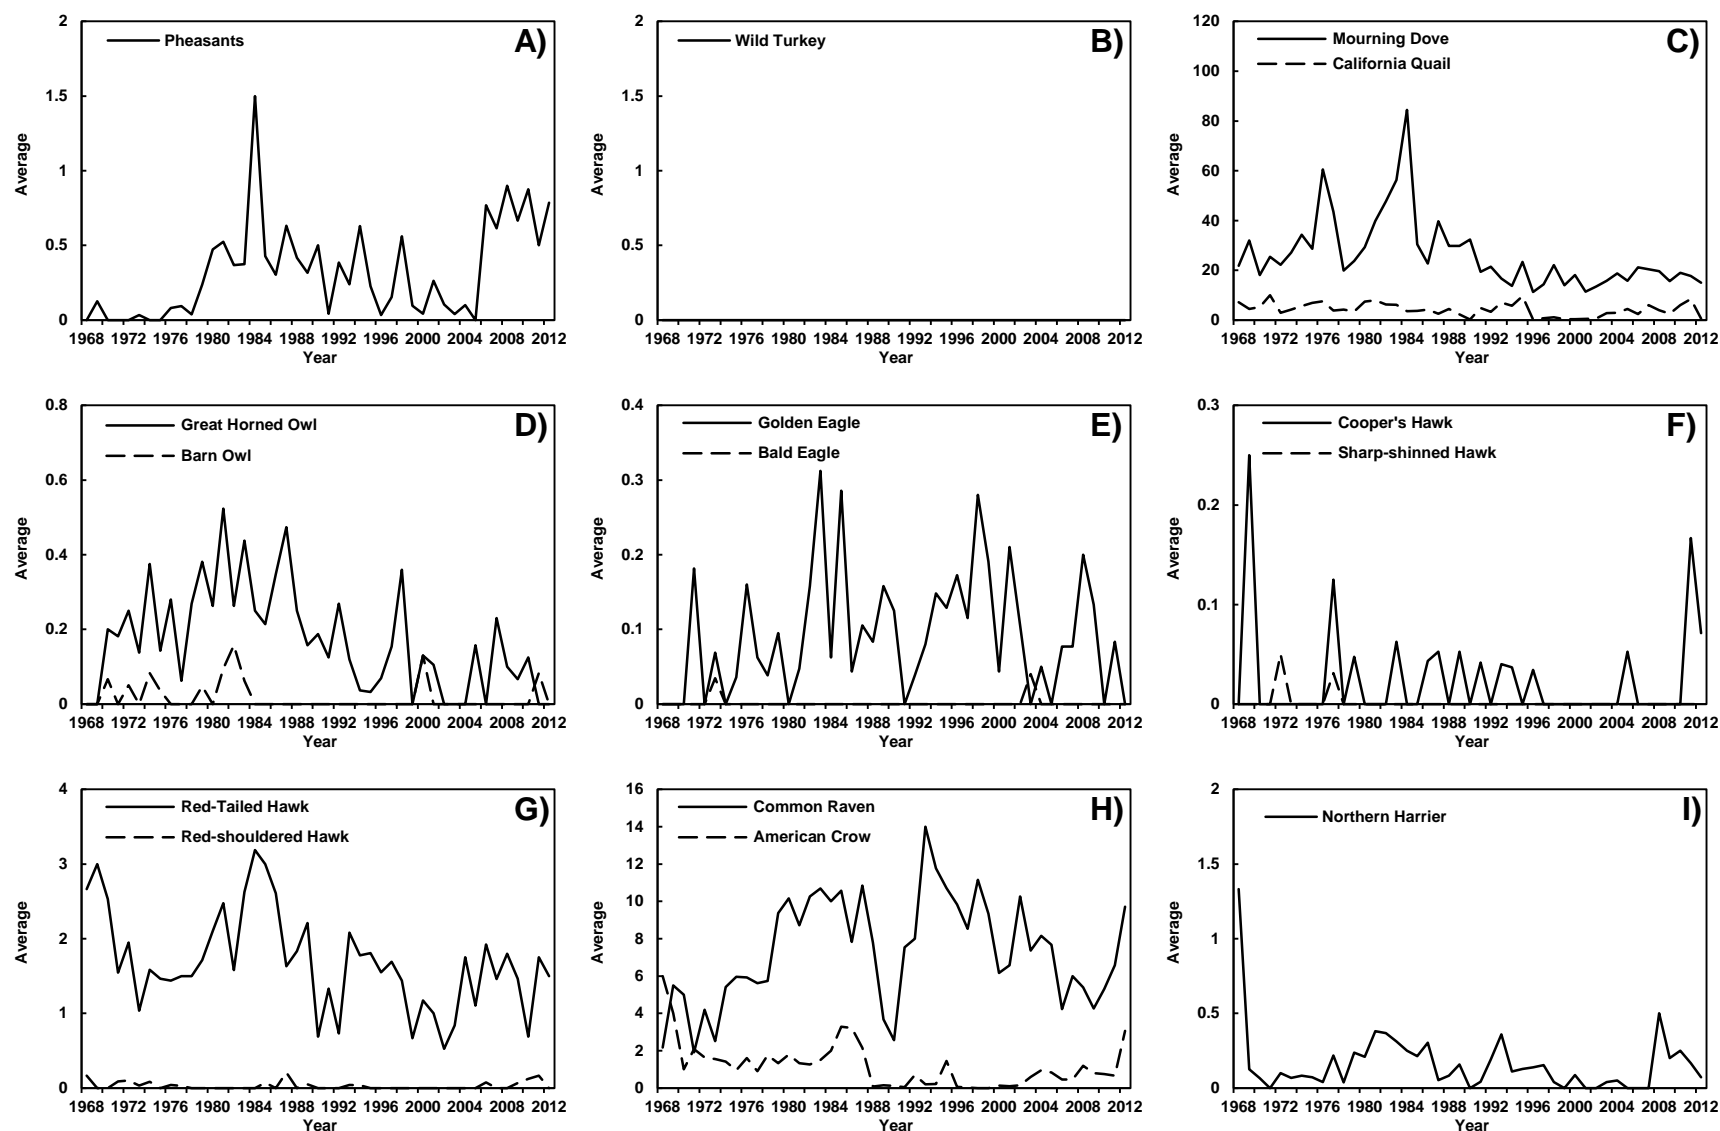 Pheasants
A)
2
1.5
1
0.5
0
Average
1968 1972 1976 1980 1984 1988 1992 1996 2000 2004 2008 2012
Year
Wild Turkey
B)
2
1.5
1
0.5
0
Average
1968 1972 1976 1980 1984 1988 1992 1996 2000 2004 2008 2012
Year
Mourning Dove
California Quail
C)
120
100
80
60
40
20
0
Average
1968 1972 1976 1980 1984 1988 1992 1996 2000 2004 2008 2012
Year
Great Horned Owl
Barn Owl
D)
0.8
0.6
0.4
0.2
0
Average
1968 1972 1976 1980 1984 1988 1992 1996 2000 2004 2008 2012
Year
Golden Eagle
Bald Eagle
E)
0.4
0.3
0.2
0.1
0
Average
1968 1972 1976 1980 1984 1988 1992 1996 2000 2004 2008 2012
Year
Cooper's Hawk
Sharp-shinned Hawk
F)
0.3
0.2
0.1
0
Average
1968 1972 1976 1980 1984 1988 1992 1996 2000 2004 2008 2012
Year
Red-Tailed Hawk
Red-shouldered Hawk
G)
4
3
2
1
0
Average
1968 1972 1976 1980 1984 1988 1992 1996 2000 2004 2008 2012
Year
Common Raven
American Crow
H)
16
14
12
10
8
6
4
2
0
Average
1968 1972 1976 1980 1984 1988 1992 1996 2000 2004 2008 2012
Year
Northern Harrier
I)
2
1.5
1
0.5
0
Average
1968 1972 1976 1980 1984 1988 1992 1996 2000 2004 2008 2012
Year